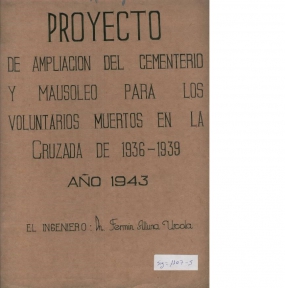 PROYECTO
DE AMPLIACION DEL CEMENTERIO
Y MAUSOLEO PARA LOS
VOLUNTARIOS MUERTOS EN LA
CRUZADA DE 1936-1939
AÑO 1943
EL INGENIERO: D. Fermin